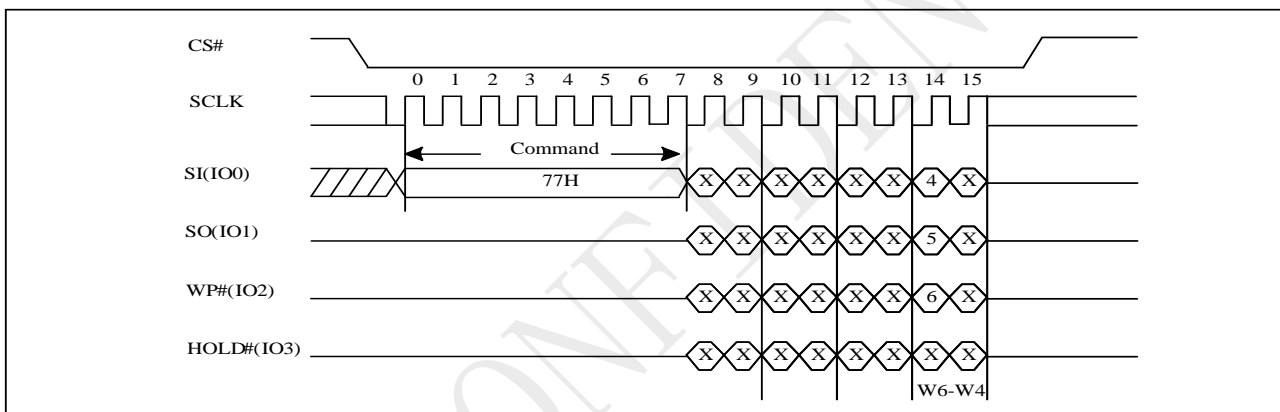 CS#
0 1 2 3 4 5 6 7 8 9 10 11 12 13 14 15
SCLK
Command
SI(IO0) 77H X X X X X X 4 X
SO(IO1) X X X X X X 5 X
WP#(IO2) X X X X X X 6 X
HOLD#(IO3) X X X X X X X X
W6-W4